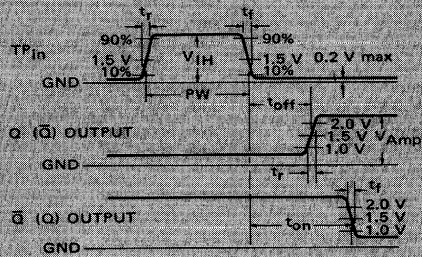 tr tf
90% 90%
TPin VIH 0.2 V max
1.5 V 1.5 V
10% 10%
GND
PW
toff
2.0 V
Q (Q̅) OUTPUT 1.5 V VAmp
1.0 V
GND
tr
tf
2.0 V
Q̅ (Q) OUTPUT 1.5 V
ton 1.0 V
GND